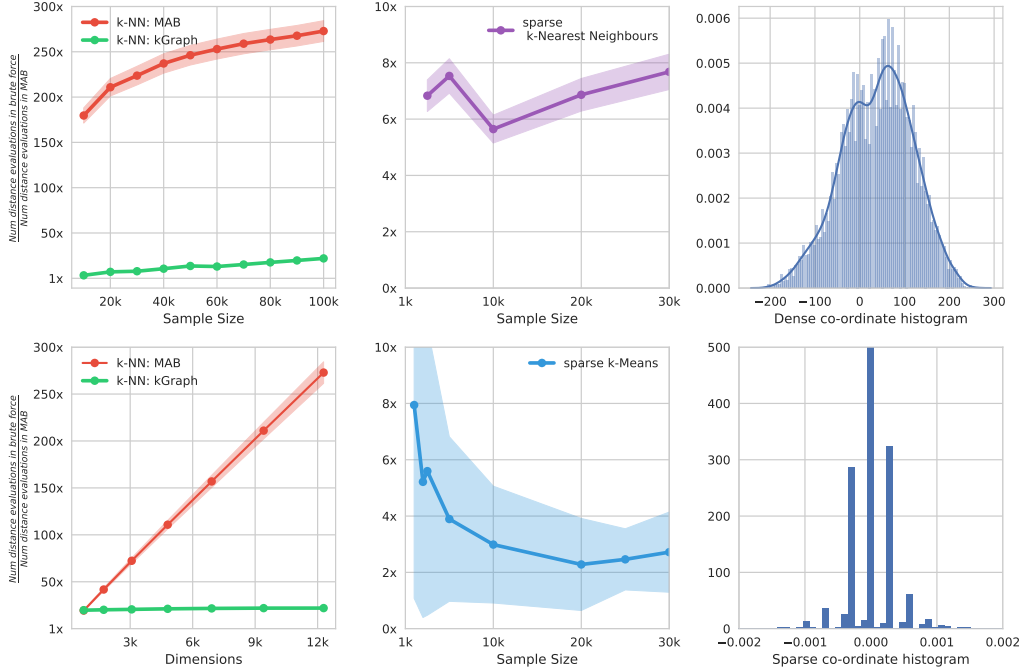 300x
250x
200x
150x
100x
50x
1x
Num distance evaluations in brute force
Num distance evaluations in MAB
k-NN: MAB
k-NN: kGraph
20k
40k
60k
80k
100k
Sample Size
10x
8x
6x
4x
2x
0x
sparse
k-Nearest Neighbours
1k
10k
20k
30k
Sample Size
0.006
0.005
0.004
0.003
0.002
0.001
0.000
−200
−100
0
100
200
300
Dense co-ordinate histogram
300x
250x
200x
150x
100x
50x
1x
Num distance evaluations in brute force
Num distance evaluations in MAB
k-NN: MAB
k-NN: kGraph
3k
6k
9k
12k
Dimensions
10x
8x
6x
4x
2x
0x
sparse k-Means
1k
10k
20k
30k
Sample Size
500
400
300
200
100
0
−0.002
−0.001
0.000
0.001
0.002
Sparse co-ordinate histogram